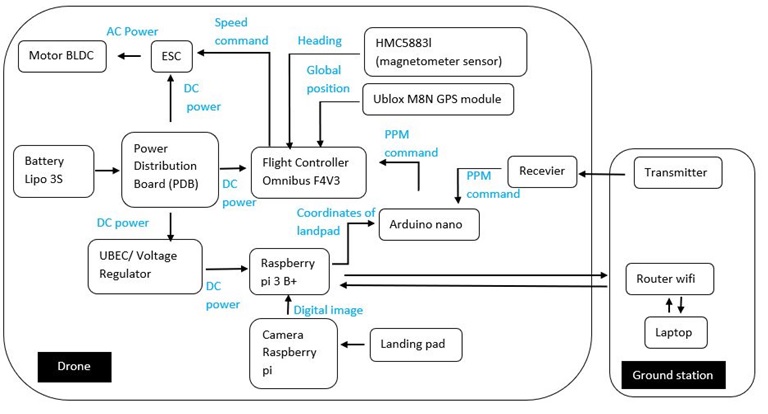 AC Power
Speed
command
Motor BLDC
ESC
Heading
HMC5883l
(magnetometer sensor)
Global
position
Ublox M8N GPS module
DC
power
PPM
command
Battery
Lipo 3S
Power
Distribution
Board (PDB)
DC
power
Flight Controller
Omnibus F4V3
PPM
command
Recevier
Transmitter
DC power
Coordinates of
landpad
Arduino nano
UBEC/ Voltage
Regulator
DC
power
Raspberry
pi 3 B+
Router wifi
Digital image
Camera
Raspberry
pi
Landing pad
Laptop
Drone
Ground station